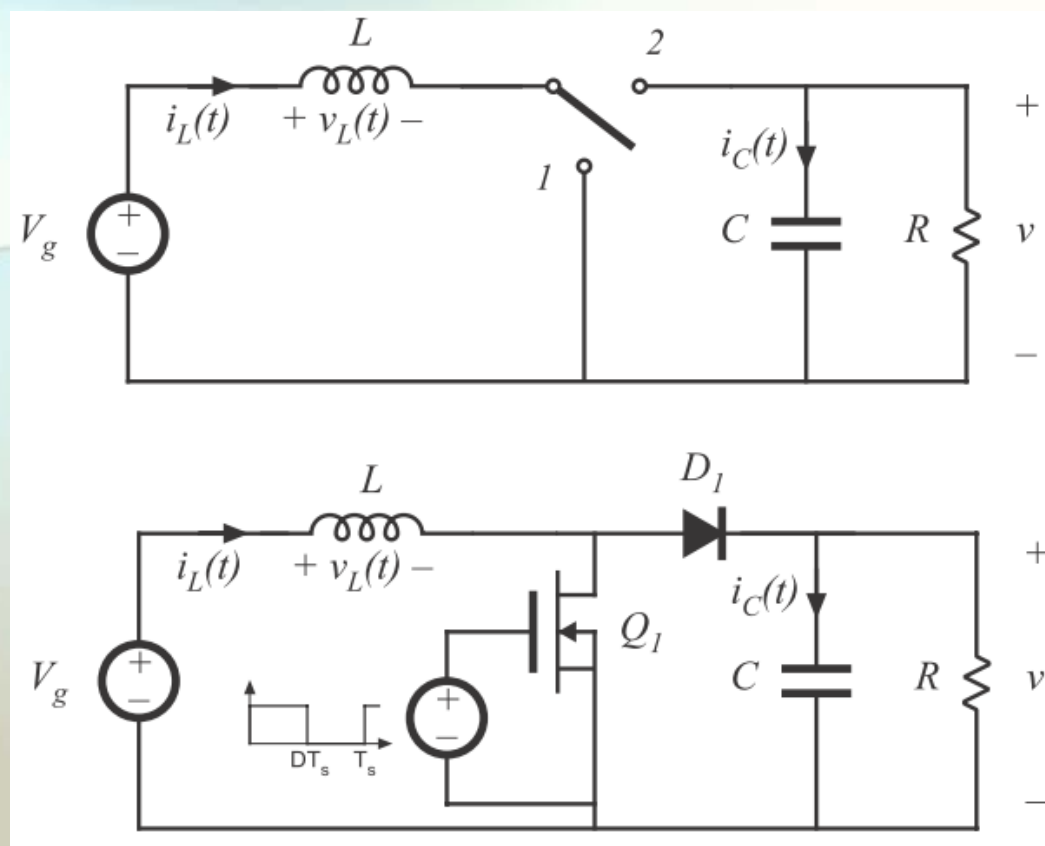 L
2
i_L(t)
+ v_L(t) −
i_C(t)
+
1
V_g
+
−
C
R
v
−
D_1
L
i_L(t)
+ v_L(t) −
i_C(t)
+
Q_1
V_g
+
−
+
−
C
R
v
DT_s T_s
−